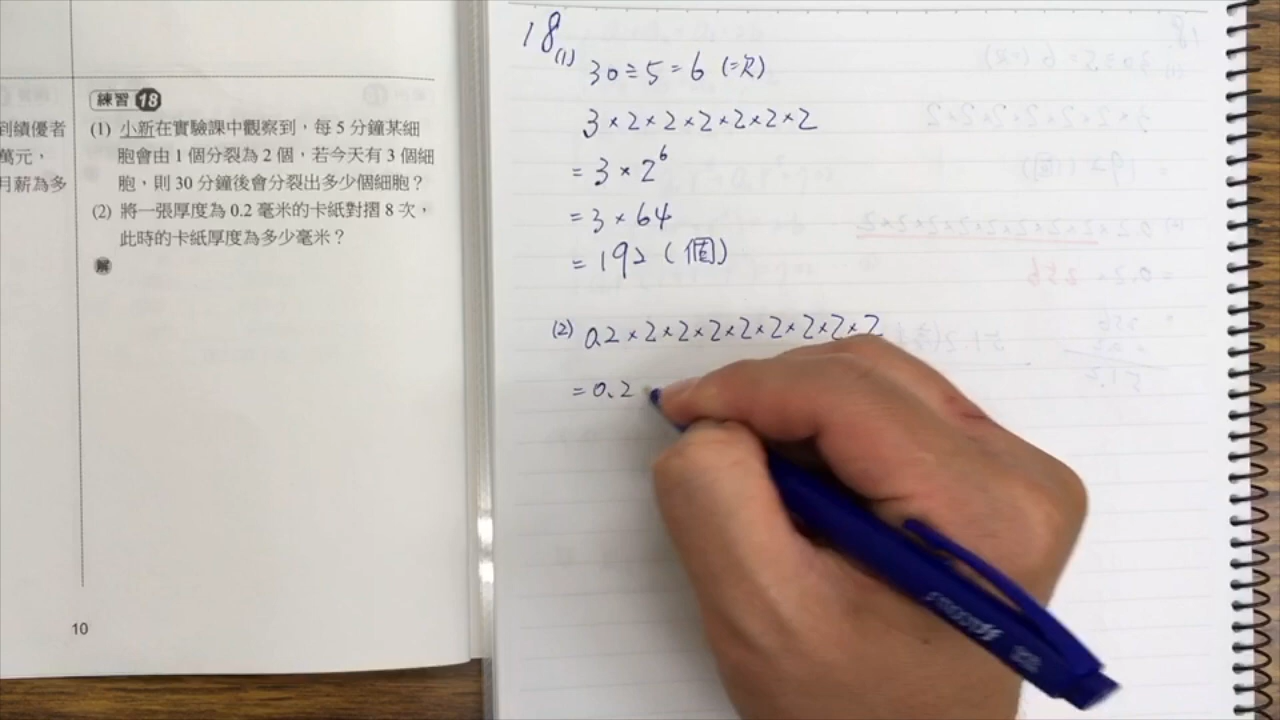 到績優者
萬元，
月薪為多
練習 18
(1) 小新在實驗課中觀察到，每 5 分鐘某細
胞會由 1 個分裂為 2 個，若今天有 3 個細
胞，則 30 分鐘後會分裂出多少個細胞？
(2) 將一張厚度為 0.2 毫米的卡紙對摺 8 次，
此時的卡紙厚度為多少毫米？
解
10
18
(1) 30÷5=6 (次)
3×2×2×2×2×2×2
=3×2⁶
=3×64
=192(個)
(2) 0.2×2×2×2×2×2×2×2×2
=0.2